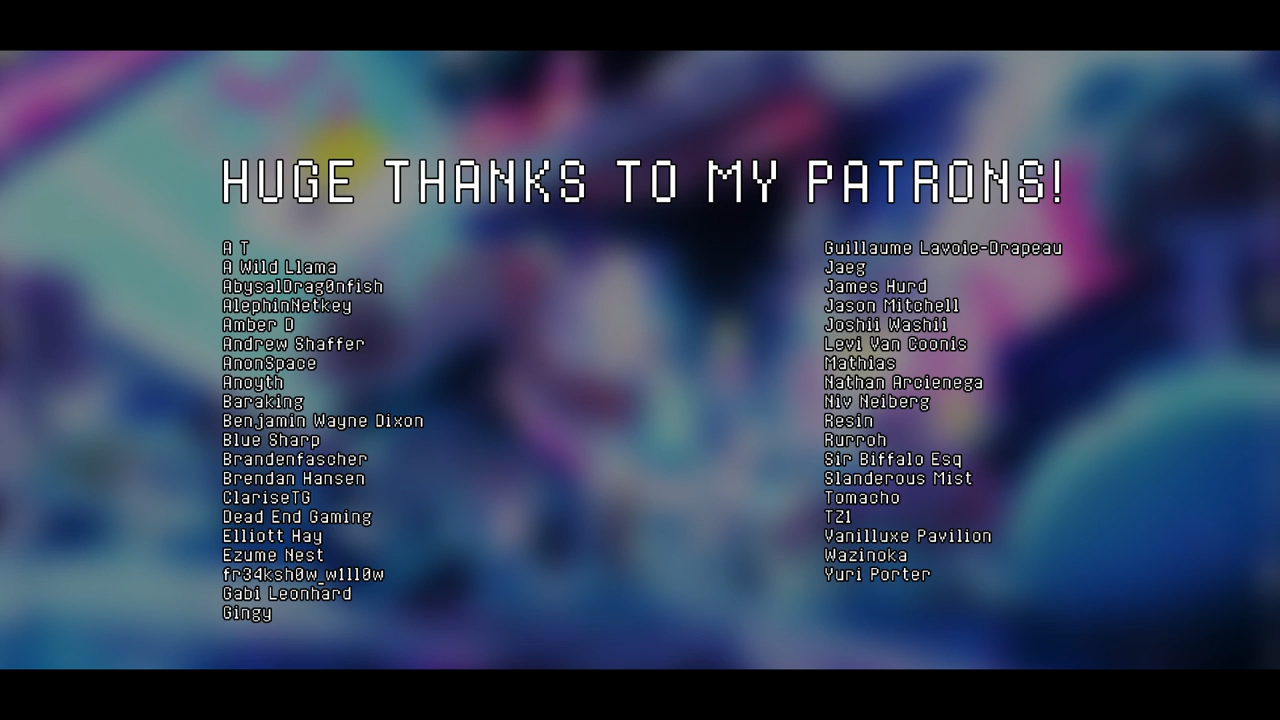 HUGE THANKS TO MY PATRONS!
A T
A Wild Llama
AbysalDrag0nfish
AlephinNetkey
Amber D
Andrew Shaffer
AnonSpace
Anoyth
Baraking
Benjamin Wayne Dixon
Blue Sharp
Brandenfascher
Brendan Hansen
ClariseTG
Dead End Gaming
Elliott Hay
Ezume Nest
fr34ksh0w_w1ll0w
Gabi Leonhard
Gingy
Guillaume Lavoie-Drapeau
Jaeg
James Hurd
Jason Mitchell
Joshii Washii
Levi Van Coonis
Mathias
Nathan Arcienega
Niv Neiberg
Resin
Rurroh
Sir Biffalo Esq
Slanderous Mist
Tomacho
TZ1
Vanilluxe Pavilion
Wazinoka
Yuri Porter